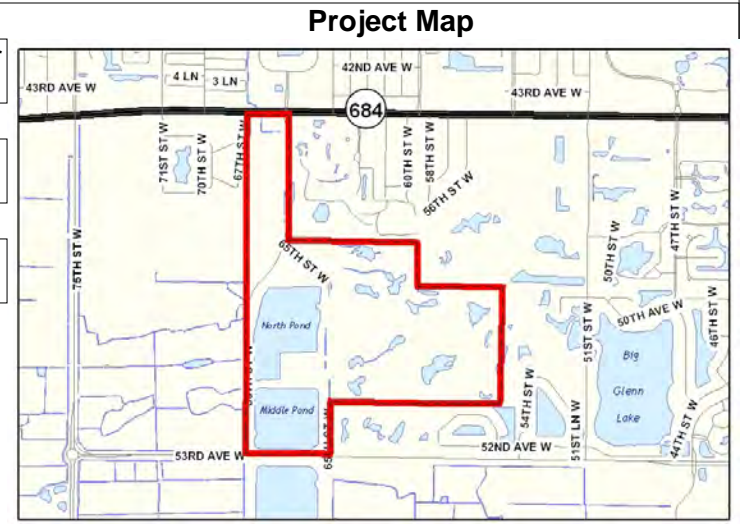 Project Map
42ND AVE W
4 LN
3 LN
43RD AVE W
43RD AVE W
684
71ST ST W
70TH ST W
67TH ST W
60TH ST W
58TH ST W
56TH ST W
75TH ST W
65TH ST W
50TH ST W
47TH ST W
North Pond
51ST ST W
50TH AVE W
46TH ST W
Big
Glenn
Lake
Middle Pond
54TH ST W
51ST LN W
44TH ST W
53RD AVE W
52ND AVE W